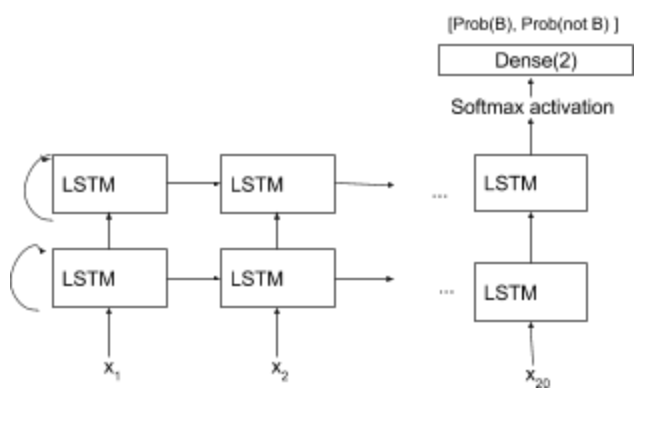 [Prob(B), Prob(not B) ]
Dense(2)
Softmax activation
LSTM LSTM ... LSTM
LSTM LSTM ... LSTM
x1 x2 x20